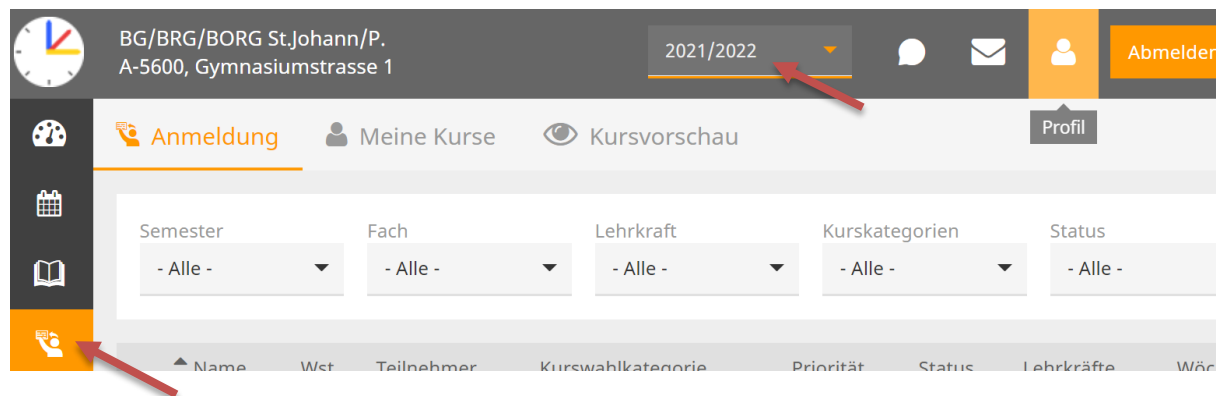 BG/BRG/BORG St.Johann/P.
A-5600, Gymnasiumstrasse 1
2021/2022
Abmelden
Profil
Anmeldung Meine Kurse Kursvorschau
Semester Fach Lehrkraft Kurskategorien Status
- Alle - - Alle - - Alle - - Alle - - Alle -
Name Wst Teilnehmer Kurswahlkategorie Priorität Status Lehrkräfte